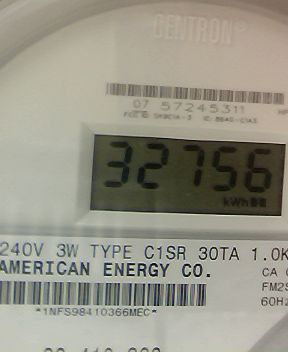 CENTRON®
07 57245311
32756
kWh
240V 3W TYPE C1SR 30TA 1.0K
AMERICAN ENERGY CO.
CA
FM2S
60HZ
*1NFS98410366MEC*